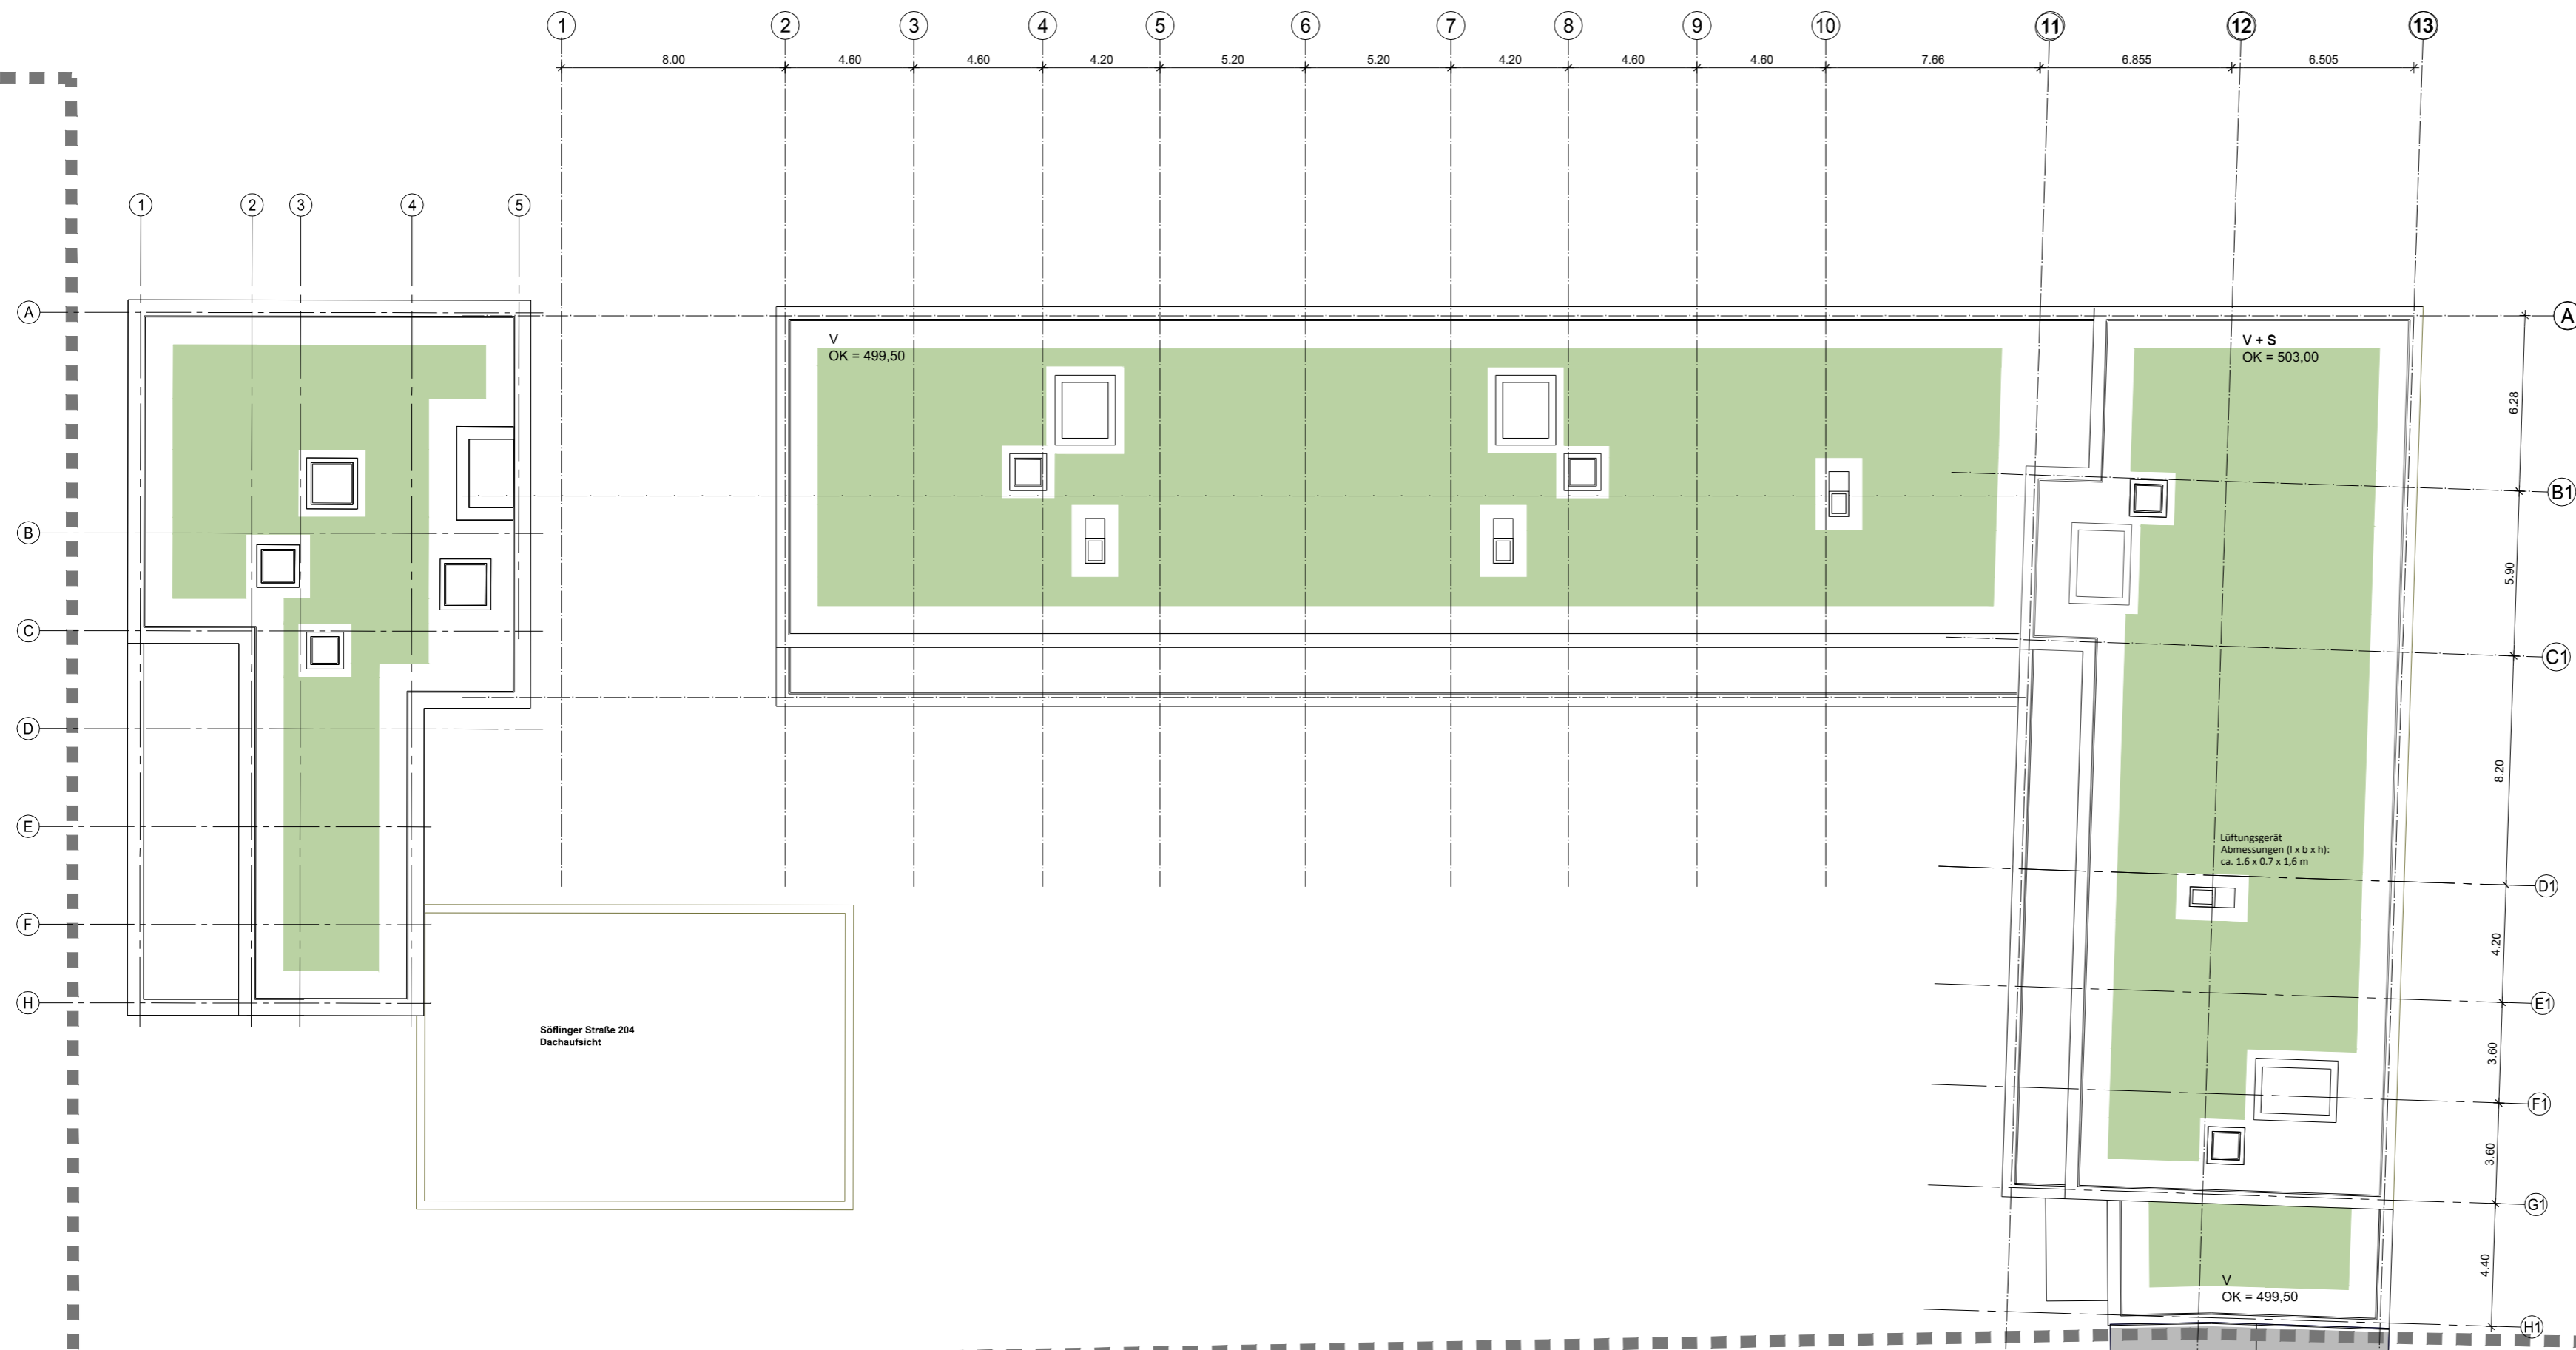 1 2 3 4 5 6 7 8 9 10 11 12 13
8.00 4.60 4.60 4.20 5.20 5.20 4.20 4.60 4.60 7.66 6.855 6.505
1 2 3 4 5
A
B
C
D
E
F
H
V
OK = 499,50
V + S
OK = 503,00
A
6.28
B1
5.90
C1
8.20
Lüftungsgerät
Abmessungen (l x b x h):
ca. 1.6 x 0.7 x 1,6 m
D1
4.20
E1
3.60
F1
3.60
G1
4.40
H1
Söflinger Straße 204
Dachaufsicht
V
OK = 499,50